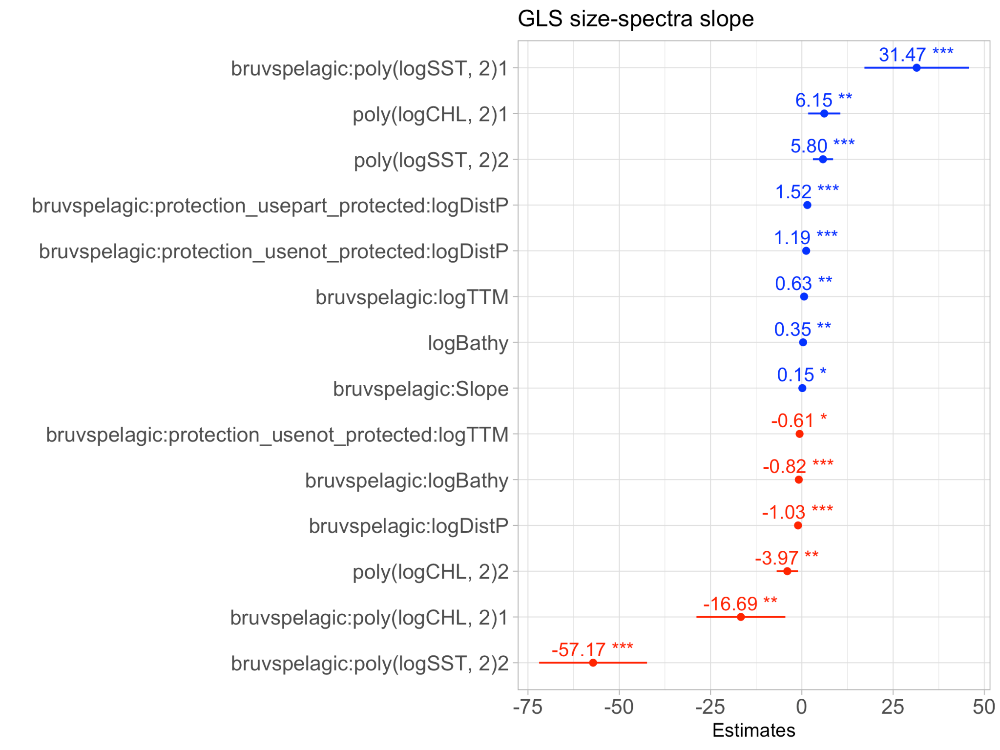 GLS size-spectra slope
bruvspelagic:poly(logSST, 2)1
31.47 ***
poly(logCHL, 2)1
6.15 **
poly(logSST, 2)2
5.80 ***
bruvspelagic:protection_usepart_protected:logDistP
1.52 ***
bruvspelagic:protection_usenot_protected:logDistP
1.19 ***
bruvspelagic:logTTM
0.63 **
logBathy
0.35 **
bruvspelagic:Slope
0.15 *
bruvspelagic:protection_usenot_protected:logTTM
-0.61 *
bruvspelagic:logBathy
-0.82 ***
bruvspelagic:logDistP
-1.03 ***
poly(logCHL, 2)2
-3.97 **
bruvspelagic:poly(logCHL, 2)1
-16.69 **
bruvspelagic:poly(logSST, 2)2
-57.17 ***
-75 -50 -25 0 25 50
Estimates